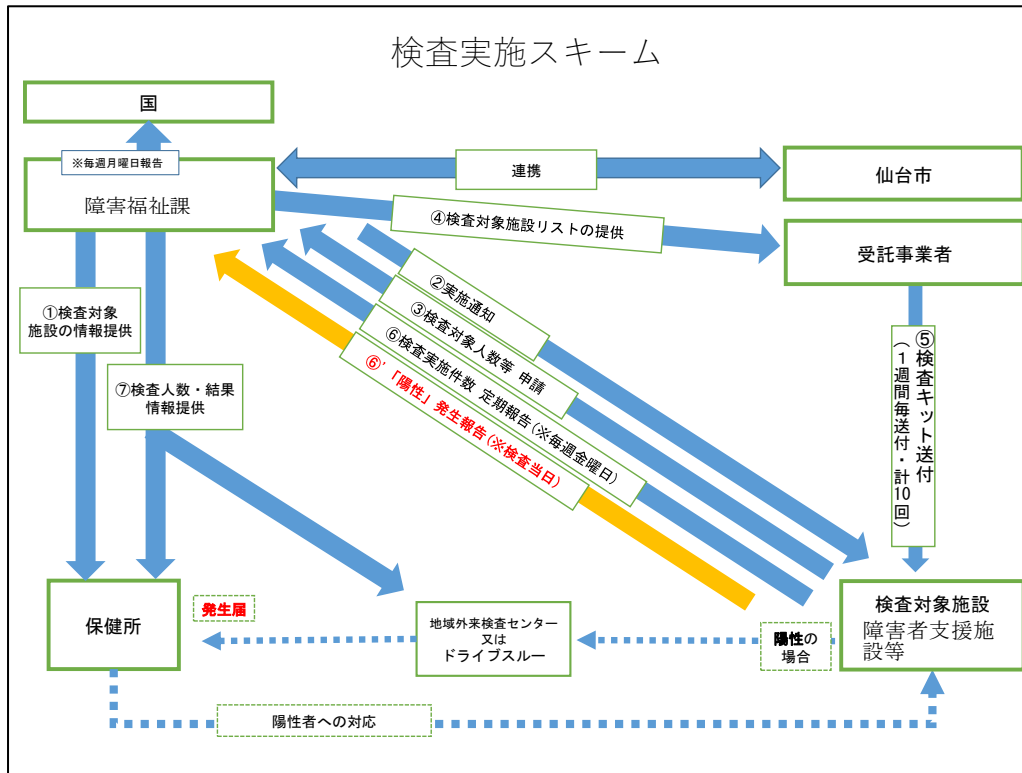 検査実施スキーム
国
※毎週月曜日報告
障害福祉課
連携
仙台市
④検査対象施設リストの提供
受託事業者
①検査対象
施設の情報提供
②実施通知
③検査対象人数等 申請
⑥検査実施件数 定期報告(※毎週金曜日)
⑥'「陽性」発生報告(※検査当日)
⑤検査キット送付
(1週間毎送付・計10回)
⑦検査人数・結果
情報提供
保健所
発生届
地域外来検査センター
又は
ドライブスルー
陽性の
場合
検査対象施設
障害者支援施
設等
陽性者への対応